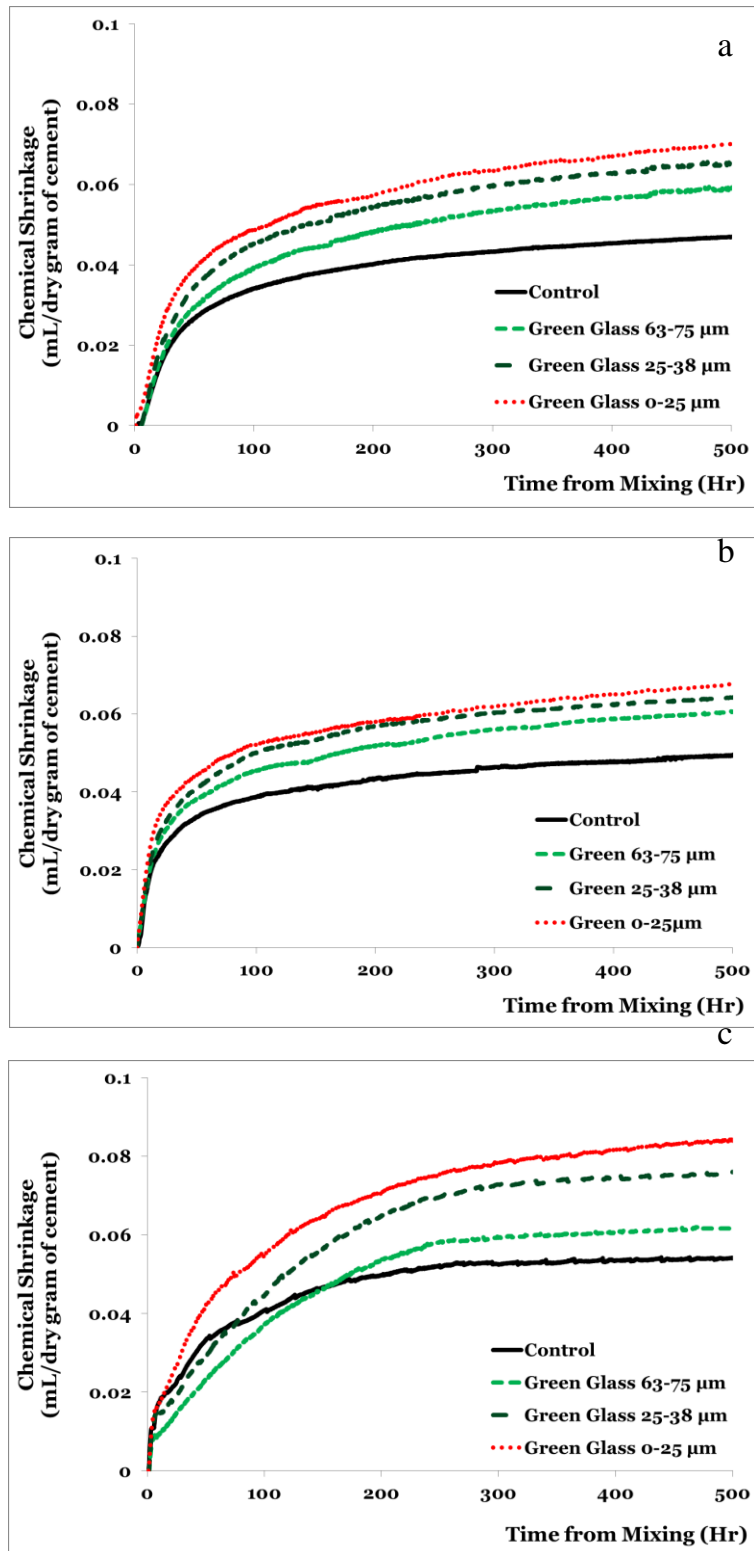 a
0.1
0.08
0.06
0.04
0.02
0
Chemical Shrinkage
(mL/dry gram of cement)
Control
Green Glass 63-75 µm
Green Glass 25-38 µm
Green Glass 0-25 µm
0 100 200 300 400 500
Time from Mixing (Hr)
b
0.1
0.08
0.06
0.04
0.02
0
Chemical Shrinkage
(mL/dry gram of cement)
Control
Green 63-75 µm
Green 25-38 µm
Green 0-25µm
0 100 200 300 400 500
Time from Mixing (Hr)
c
0.1
0.08
0.06
0.04
0.02
0
Chemical Shrinkage
(mL/dry gram of cement)
Control
Green Glass 63-75 µm
Green Glass 25-38 µm
Green Glass 0-25 µm
0 100 200 300 400 500
Time from Mixing (Hr)